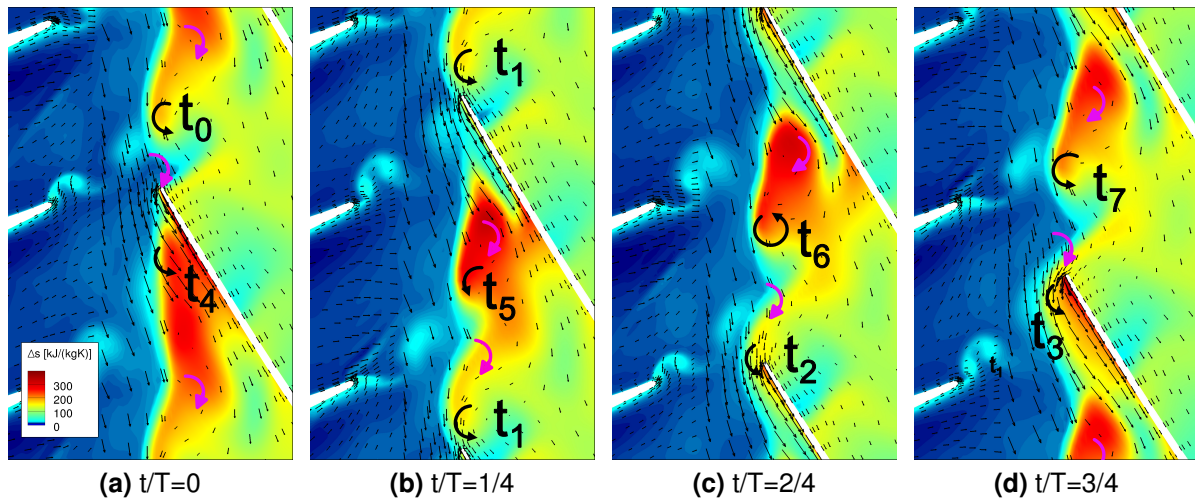 t0
t4
Δs [kJ/(kgK)]
300
200
100
0
(a) t/T=0
t1
t5
t1
(b) t/T=1/4
t6
t2
(c) t/T=2/4
t7
t3
t1
(d) t/T=3/4